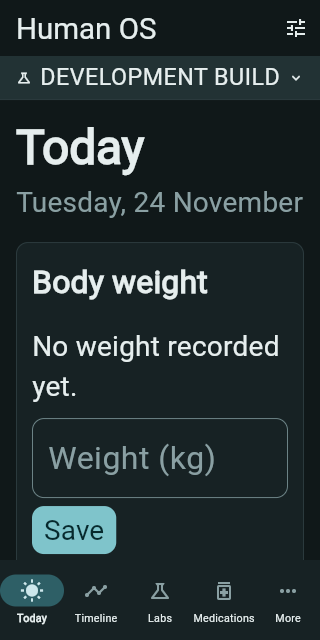 Human OS
DEVELOPMENT BUILD
Today
Tuesday, 24 November
Body weight
No weight recorded
yet.
Weight (kg)
Save
Today
Timeline
Labs
Medications
More